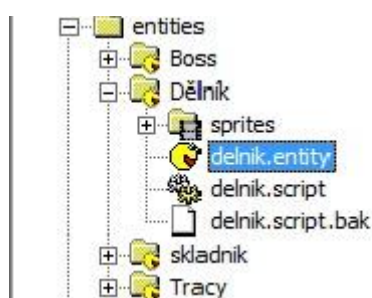 entities
Boss
Dělník
sprites
delnik.entity
delnik.script
delnik.script.bak
skladnik
Tracy